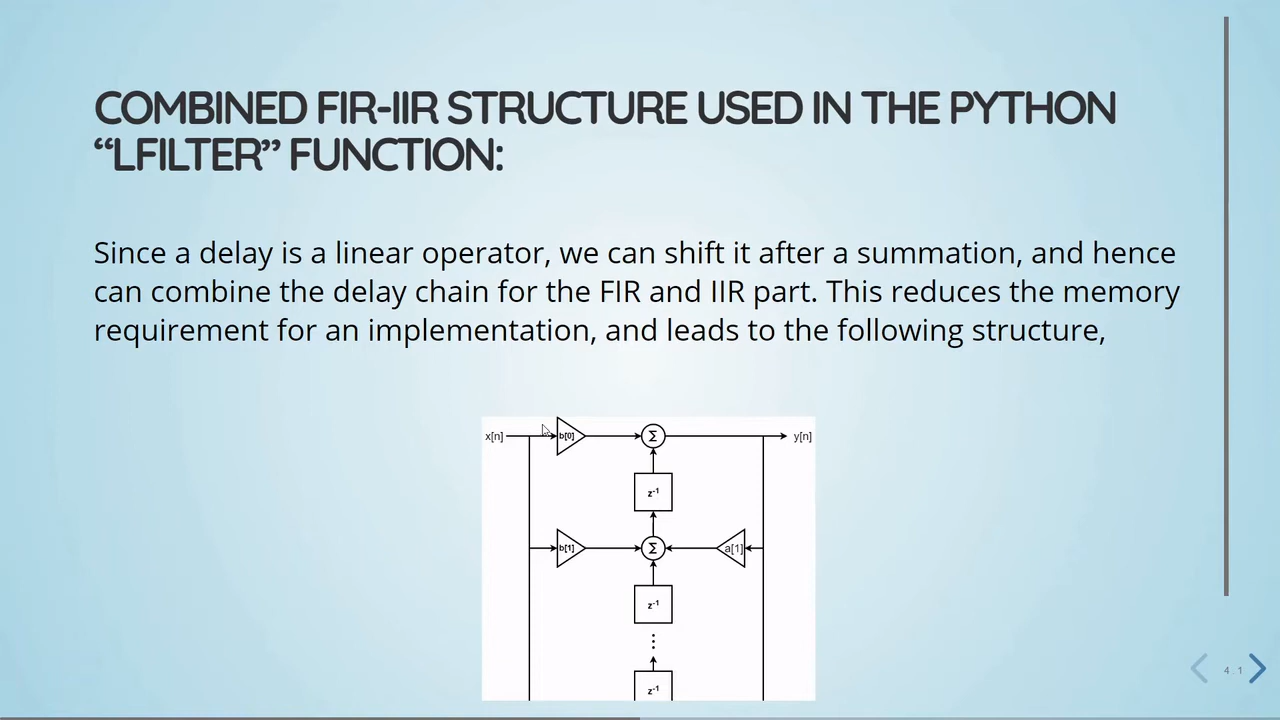 COMBINED FIR-IIR STRUCTURE USED IN THE PYTHON
“LFILTER” FUNCTION:
Since a delay is a linear operator, we can shift it after a summation, and hence
can combine the delay chain for the FIR and IIR part. This reduces the memory
requirement for an implementation, and leads to the following structure,
x[n] b[0] Σ y[n]
z⁻¹
b[1] Σ a[1]
z⁻¹
⋮
z⁻¹
4 . 1